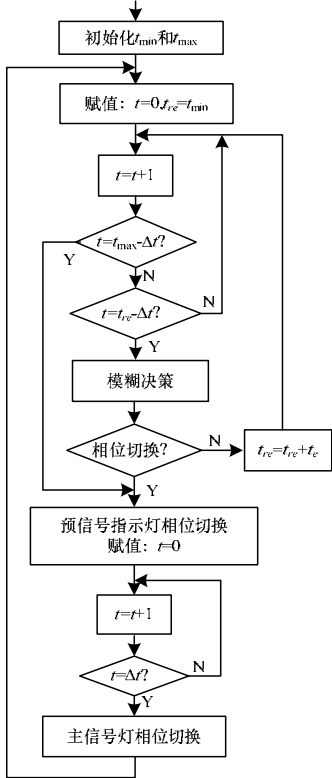 初始化tmin和tmax
赋值：t=0,tre=tmin
t=t+1
t=tmax-Δt?
Y
N
t=tre-Δt?
N
Y
模糊决策
相位切换?
N
tre=tre+te
Y
预信号指示灯相位切换
赋值：t=0
t=t+1
t=Δt?
N
Y
主信号灯相位切换